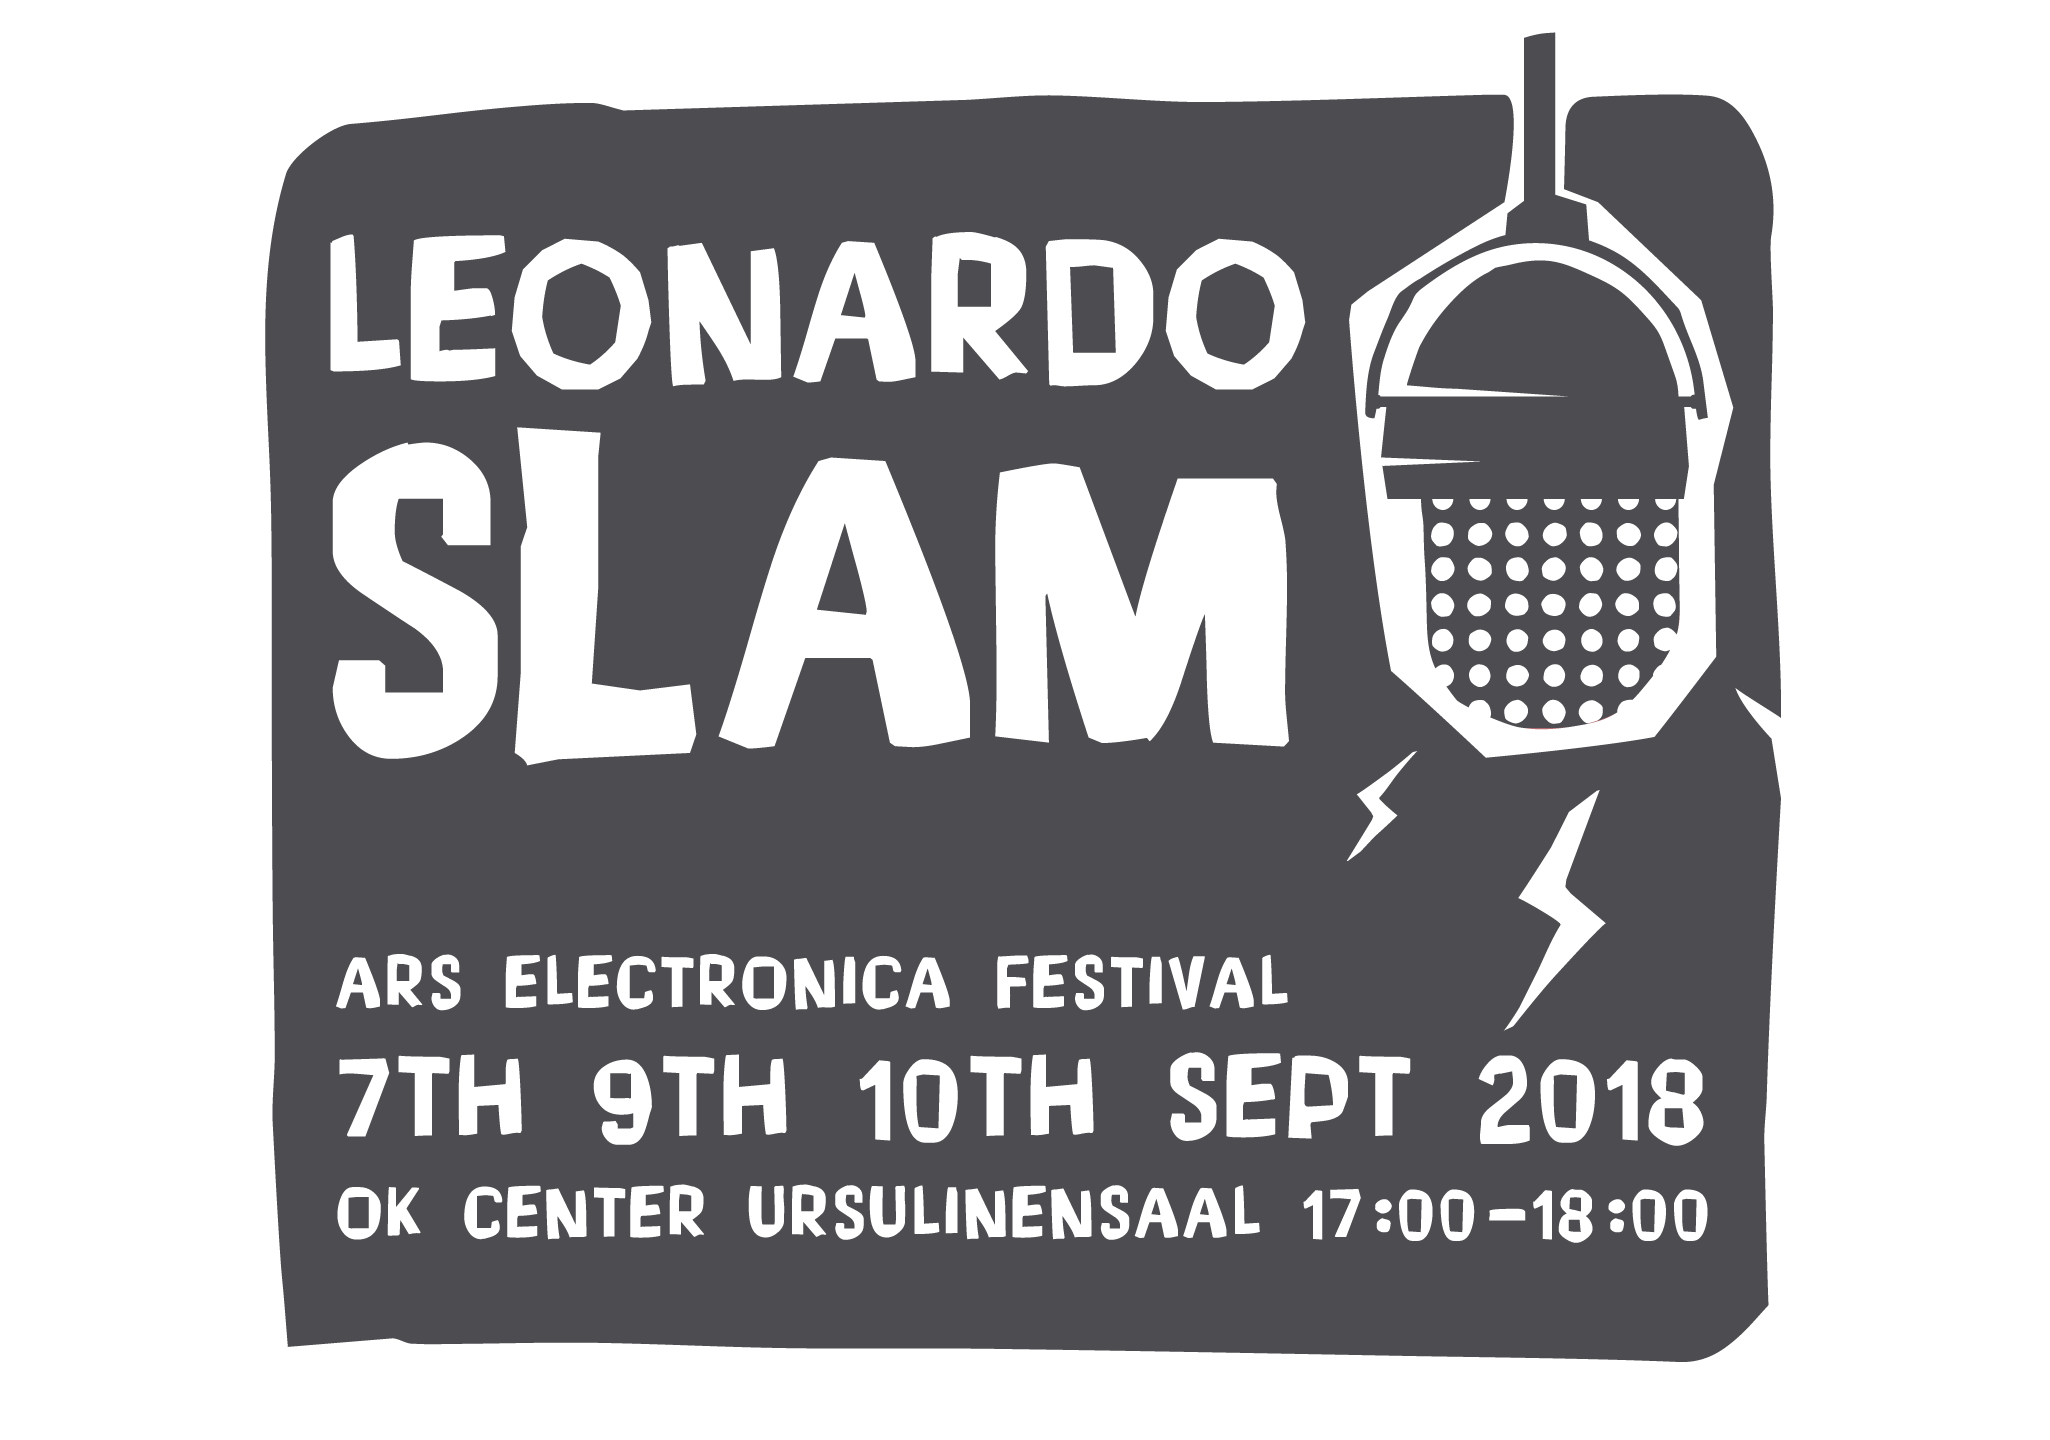 LEONARDO
SLAM
ARS ELECTRONICA FESTIVAL
7TH 9TH 10TH SEPT 2018
OK CENTER URSULINENSAAL 17:00–18:00